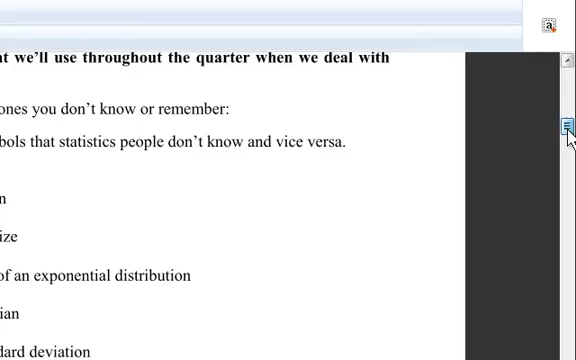 at we'll use throughout the quarter when we deal with
ones you don't know or remember:
bols that statistics people don't know and vice versa.
n
ize
of an exponential distribution
ian
dard deviation
a